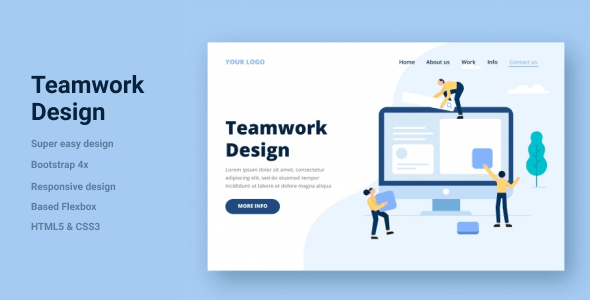 Teamwork
Design
Super easy design
Bootstrap 4x
Responsive design
Based Flexbox
HTML5 & CSS3
YOUR LOGO
Home About us Work Info Contact us
Teamwork
Design
Lorem ipsum dolor sit amet, consectetur
adipiscing elit, sed do eiusmod tempor
incididunt ut labore et dolore magna aliqua
MORE INFO